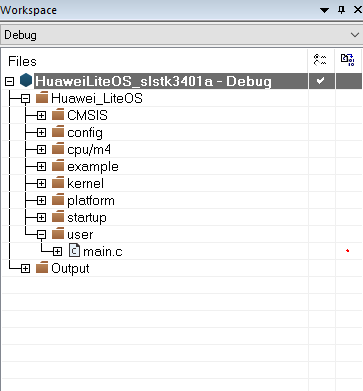 Workspace
Debug
Files
HuaweiLiteOS_slstk3401a - Debug
Huawei_LiteOS
CMSIS
config
cpu/m4
example
kernel
platform
startup
user
main.c
Output